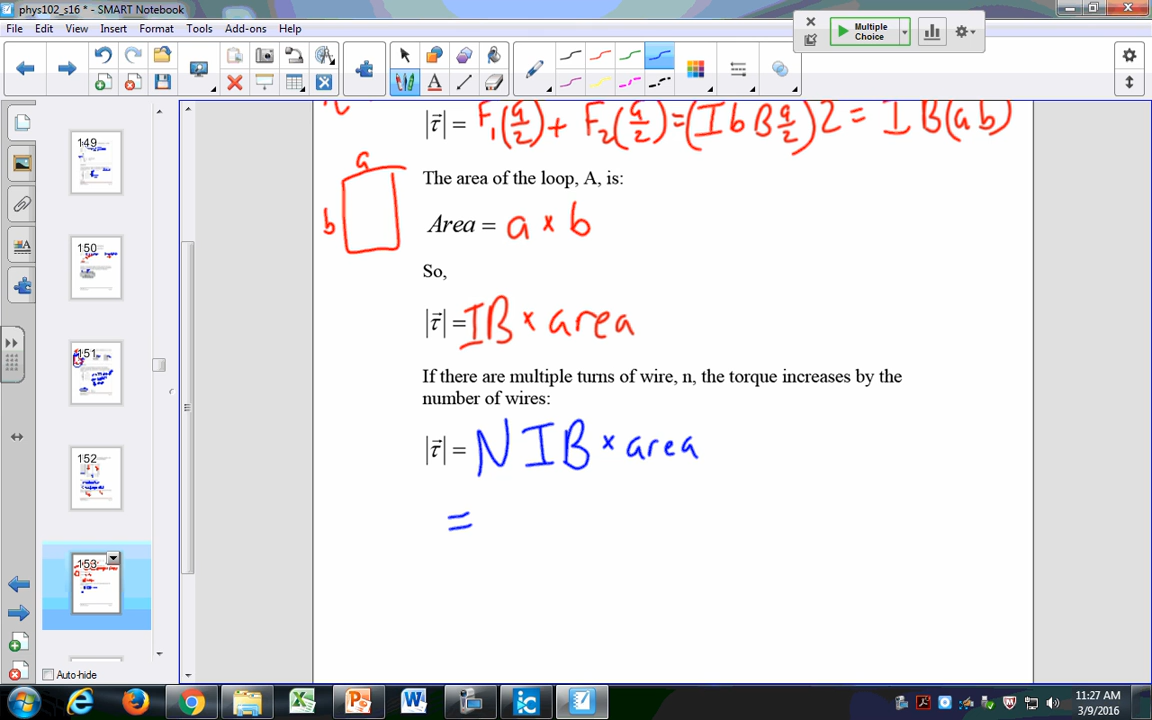 phys102_s16 * - SMART Notebook
File Edit View Insert Format Tools Add-ons Help
Multiple Choice
149
150
151
152
153
|τ⃗| = F₁(a/2) + F₂(a/2) = (I b B a/2) 2 = I B (a b)
a
b
The area of the loop, A, is:
Area = a × b
So,
|τ⃗| = IB × area
If there are multiple turns of wire, n, the torque increases by the
number of wires:
|τ⃗| = N I B × area
=
Auto-hide
11:27 AM
3/9/2016